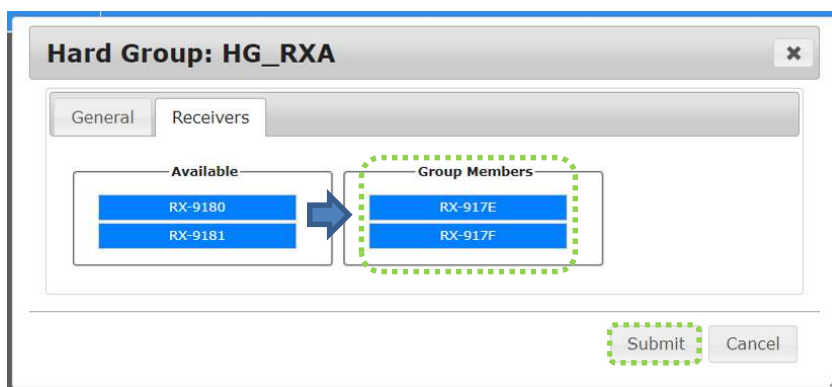 Hard Group: HG_RXA
General
Receivers
Available
RX-9180
RX-9181
Group Members
RX-917E
RX-917F
Submit
Cancel